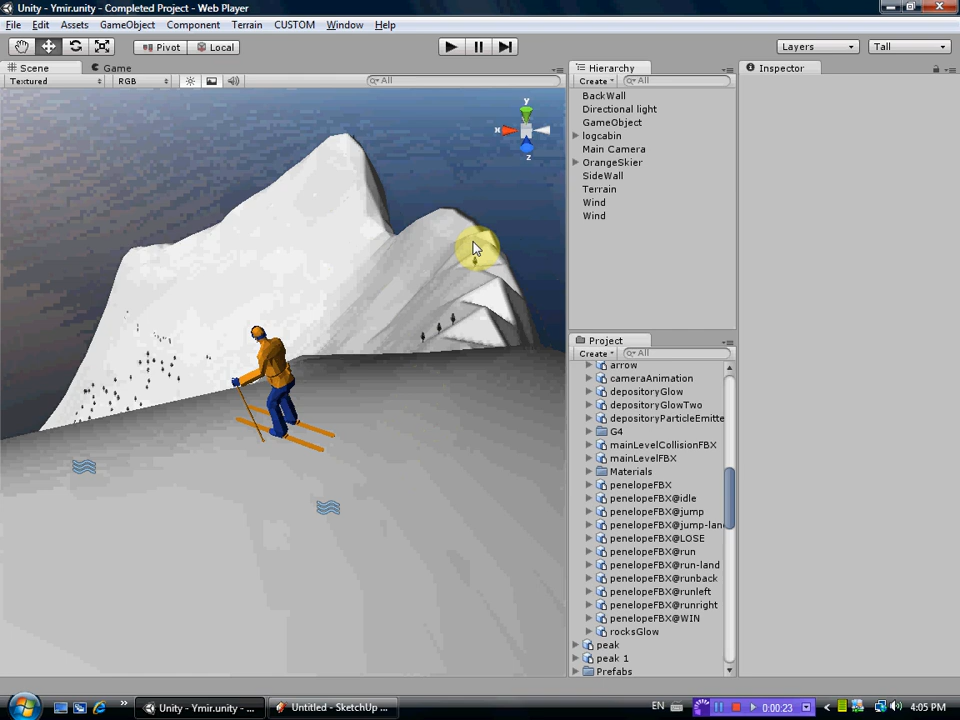 Unity - Ymir.unity - Completed Project - Web Player
File Edit Assets GameObject Component Terrain CUSTOM Window Help
Pivot Local Layers Tall
Scene Game
Textured RGB All
Hierarchy
Create All
BackWall
Directional light
GameObject
logcabin
Main Camera
OrangeSkier
SideWall
Terrain
Wind
Wind
Inspector
y
x
z
Project
Create All
arrow
cameraAnimation
depositoryGlow
depositoryGlowTwo
depositoryParticleEmitte
G4
mainLevelCollisionFBX
mainLevelFBX
Materials
penelopeFBX
penelopeFBX@idle
penelopeFBX@jump
penelopeFBX@jump-lan
penelopeFBX@LOSE
penelopeFBX@run
penelopeFBX@run-land
penelopeFBX@runback
penelopeFBX@runleft
penelopeFBX@runright
penelopeFBX@WIN
rocksGlow
peak
peak 1
Prefabs
Unity - Ymir.unity - ... Untitled - SketchUp ... EN 0:00:23 4:05 PM